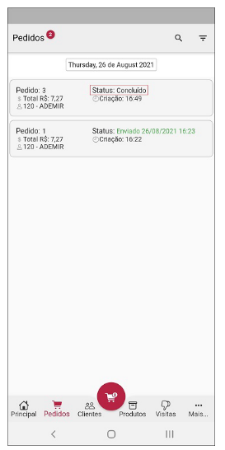 Pedidos 2
Thursday, 26 de August 2021
Pedido: 3 Status: Concluído
$ Total R$: 7,27 Criação: 16:49
120 - ADEMIR
Pedido: 1 Status: Enviado 26/08/2021 16:23
$ Total R$: 7,27 Criação: 16:22
120 - ADEMIR
Principal Pedidos Clientes Produtos Visitas Mais...